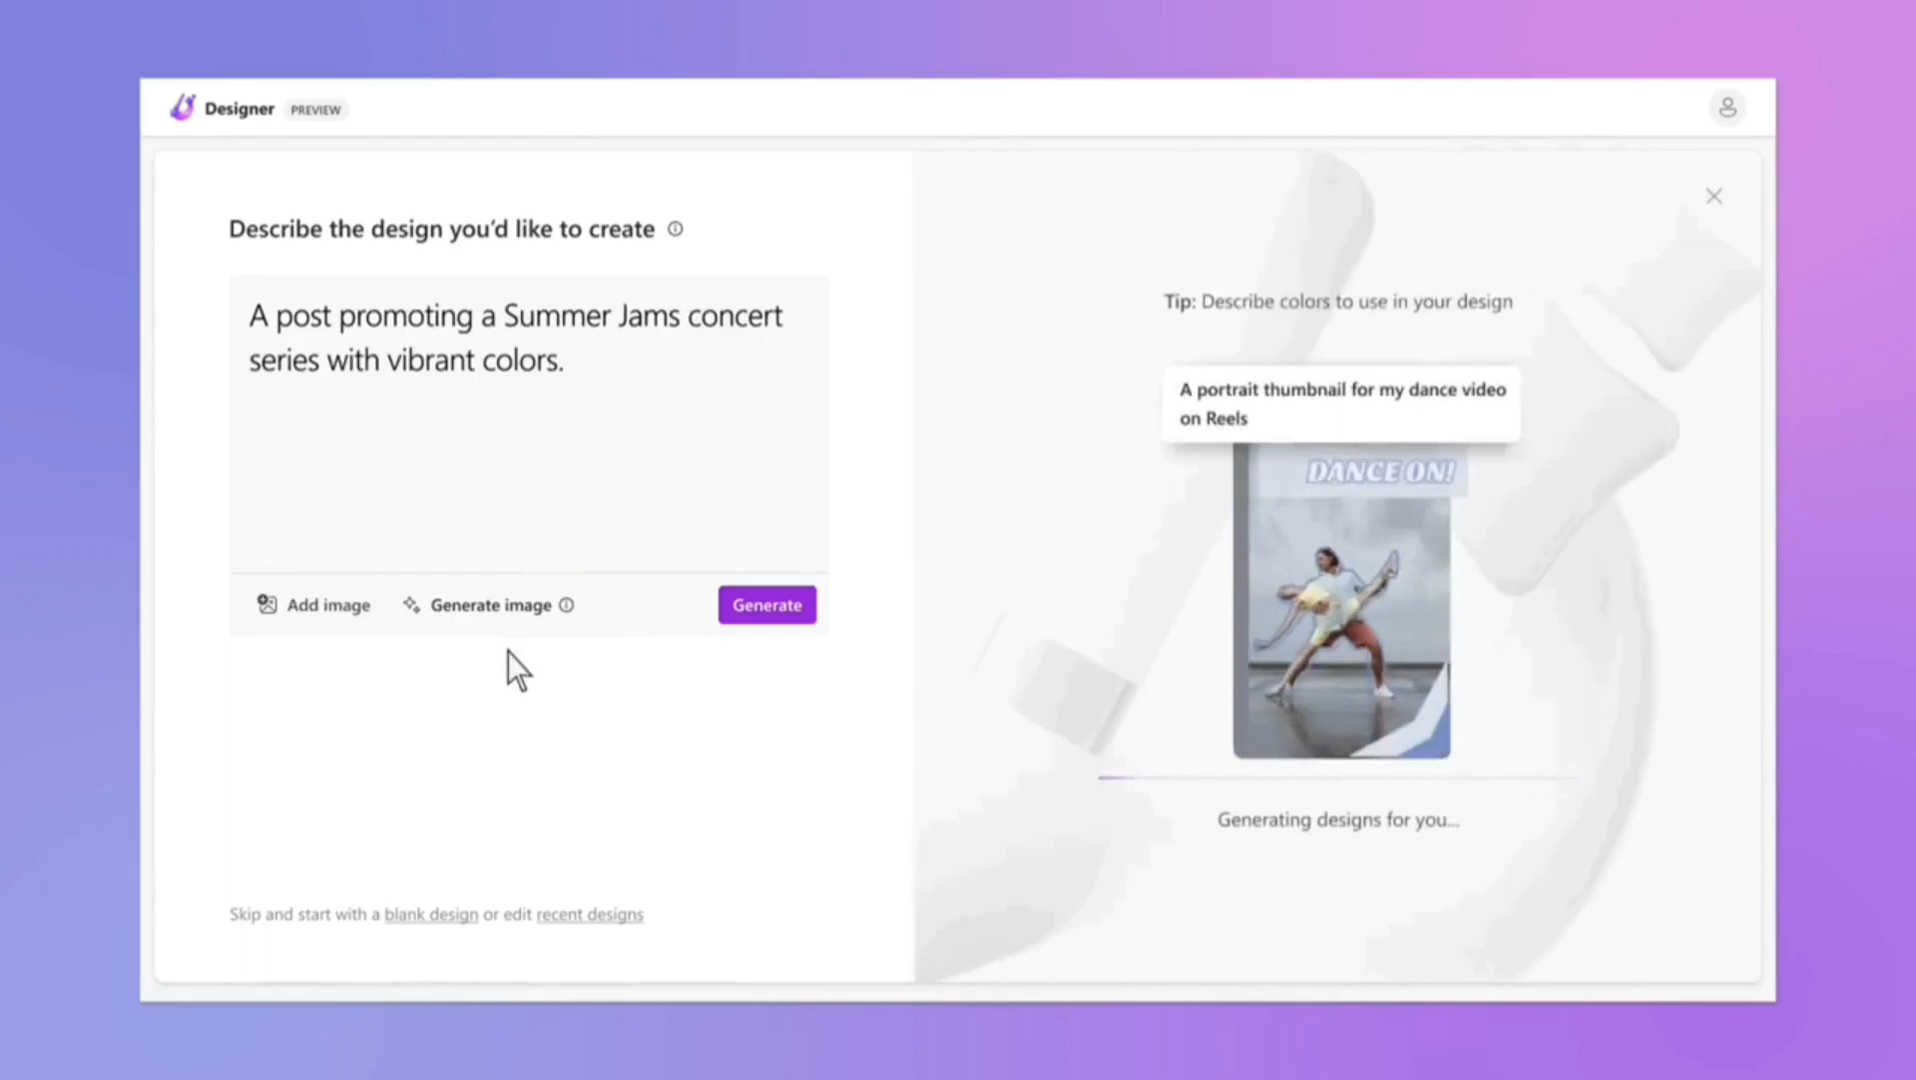 Designer PREVIEW
Describe the design you'd like to create
A post promoting a Summer Jams concert
series with vibrant colors.
Add image
Generate image
Generate
Skip and start with a blank design or edit recent designs
Tip: Describe colors to use in your design
A portrait thumbnail for my dance video
on Reels
DANCE ON!
Generating designs for you...